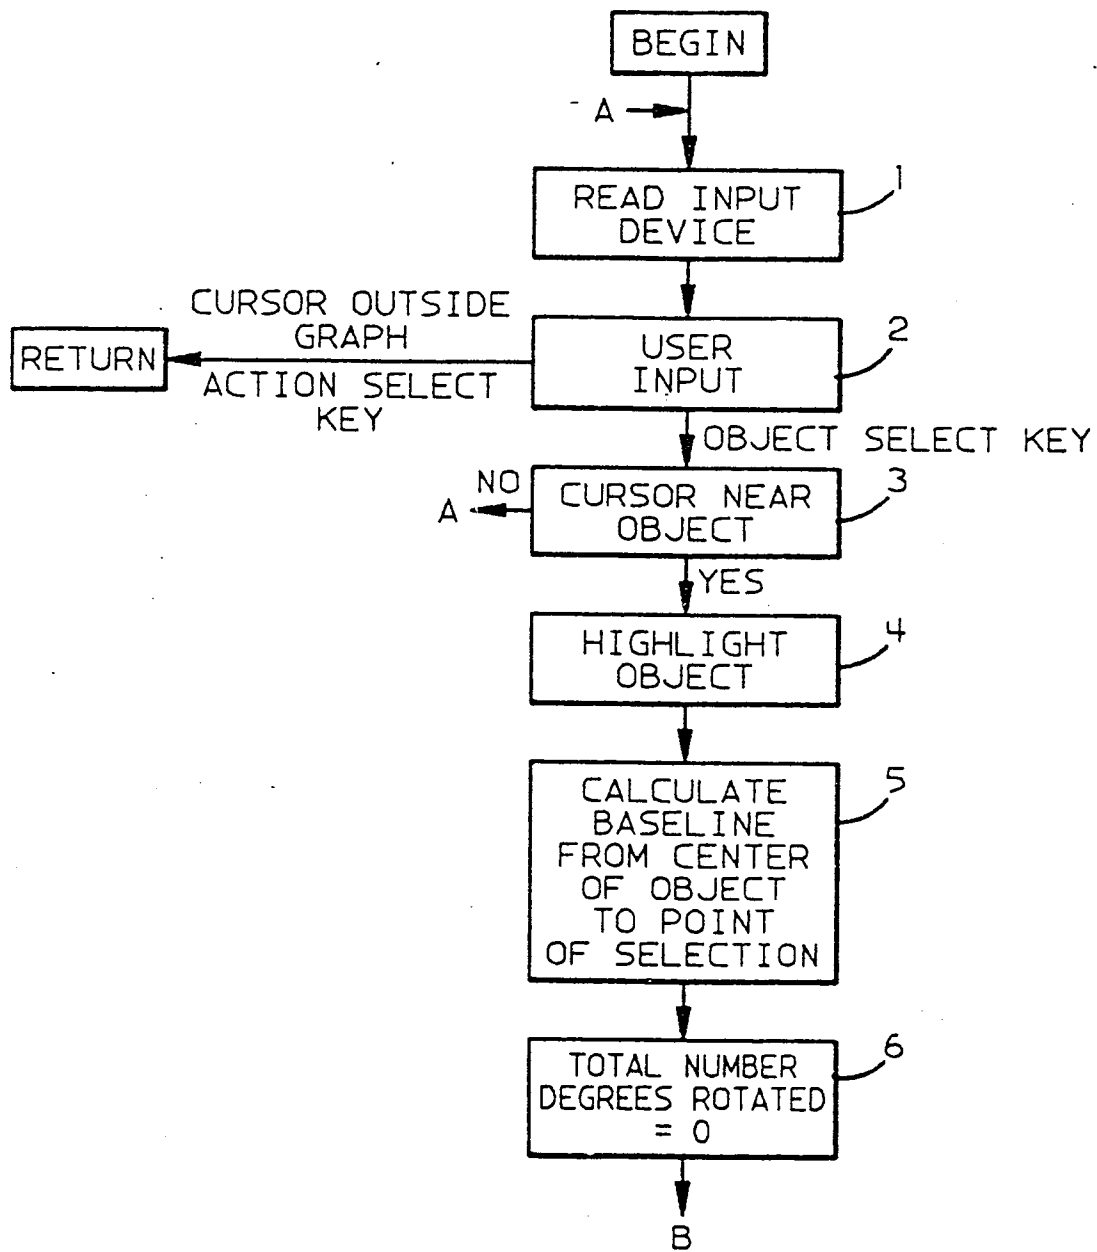 BEGIN
A
READ INPUT
DEVICE
1
CURSOR OUTSIDE
GRAPH
RETURN
ACTION SELECT
KEY
USER
INPUT
2
OBJECT SELECT KEY
NO
A
CURSOR NEAR
OBJECT
3
YES
HIGHLIGHT
OBJECT
4
CALCULATE
BASELINE
FROM CENTER
OF OBJECT
TO POINT
OF SELECTION
5
TOTAL NUMBER
DEGREES ROTATED
= 0
6
B